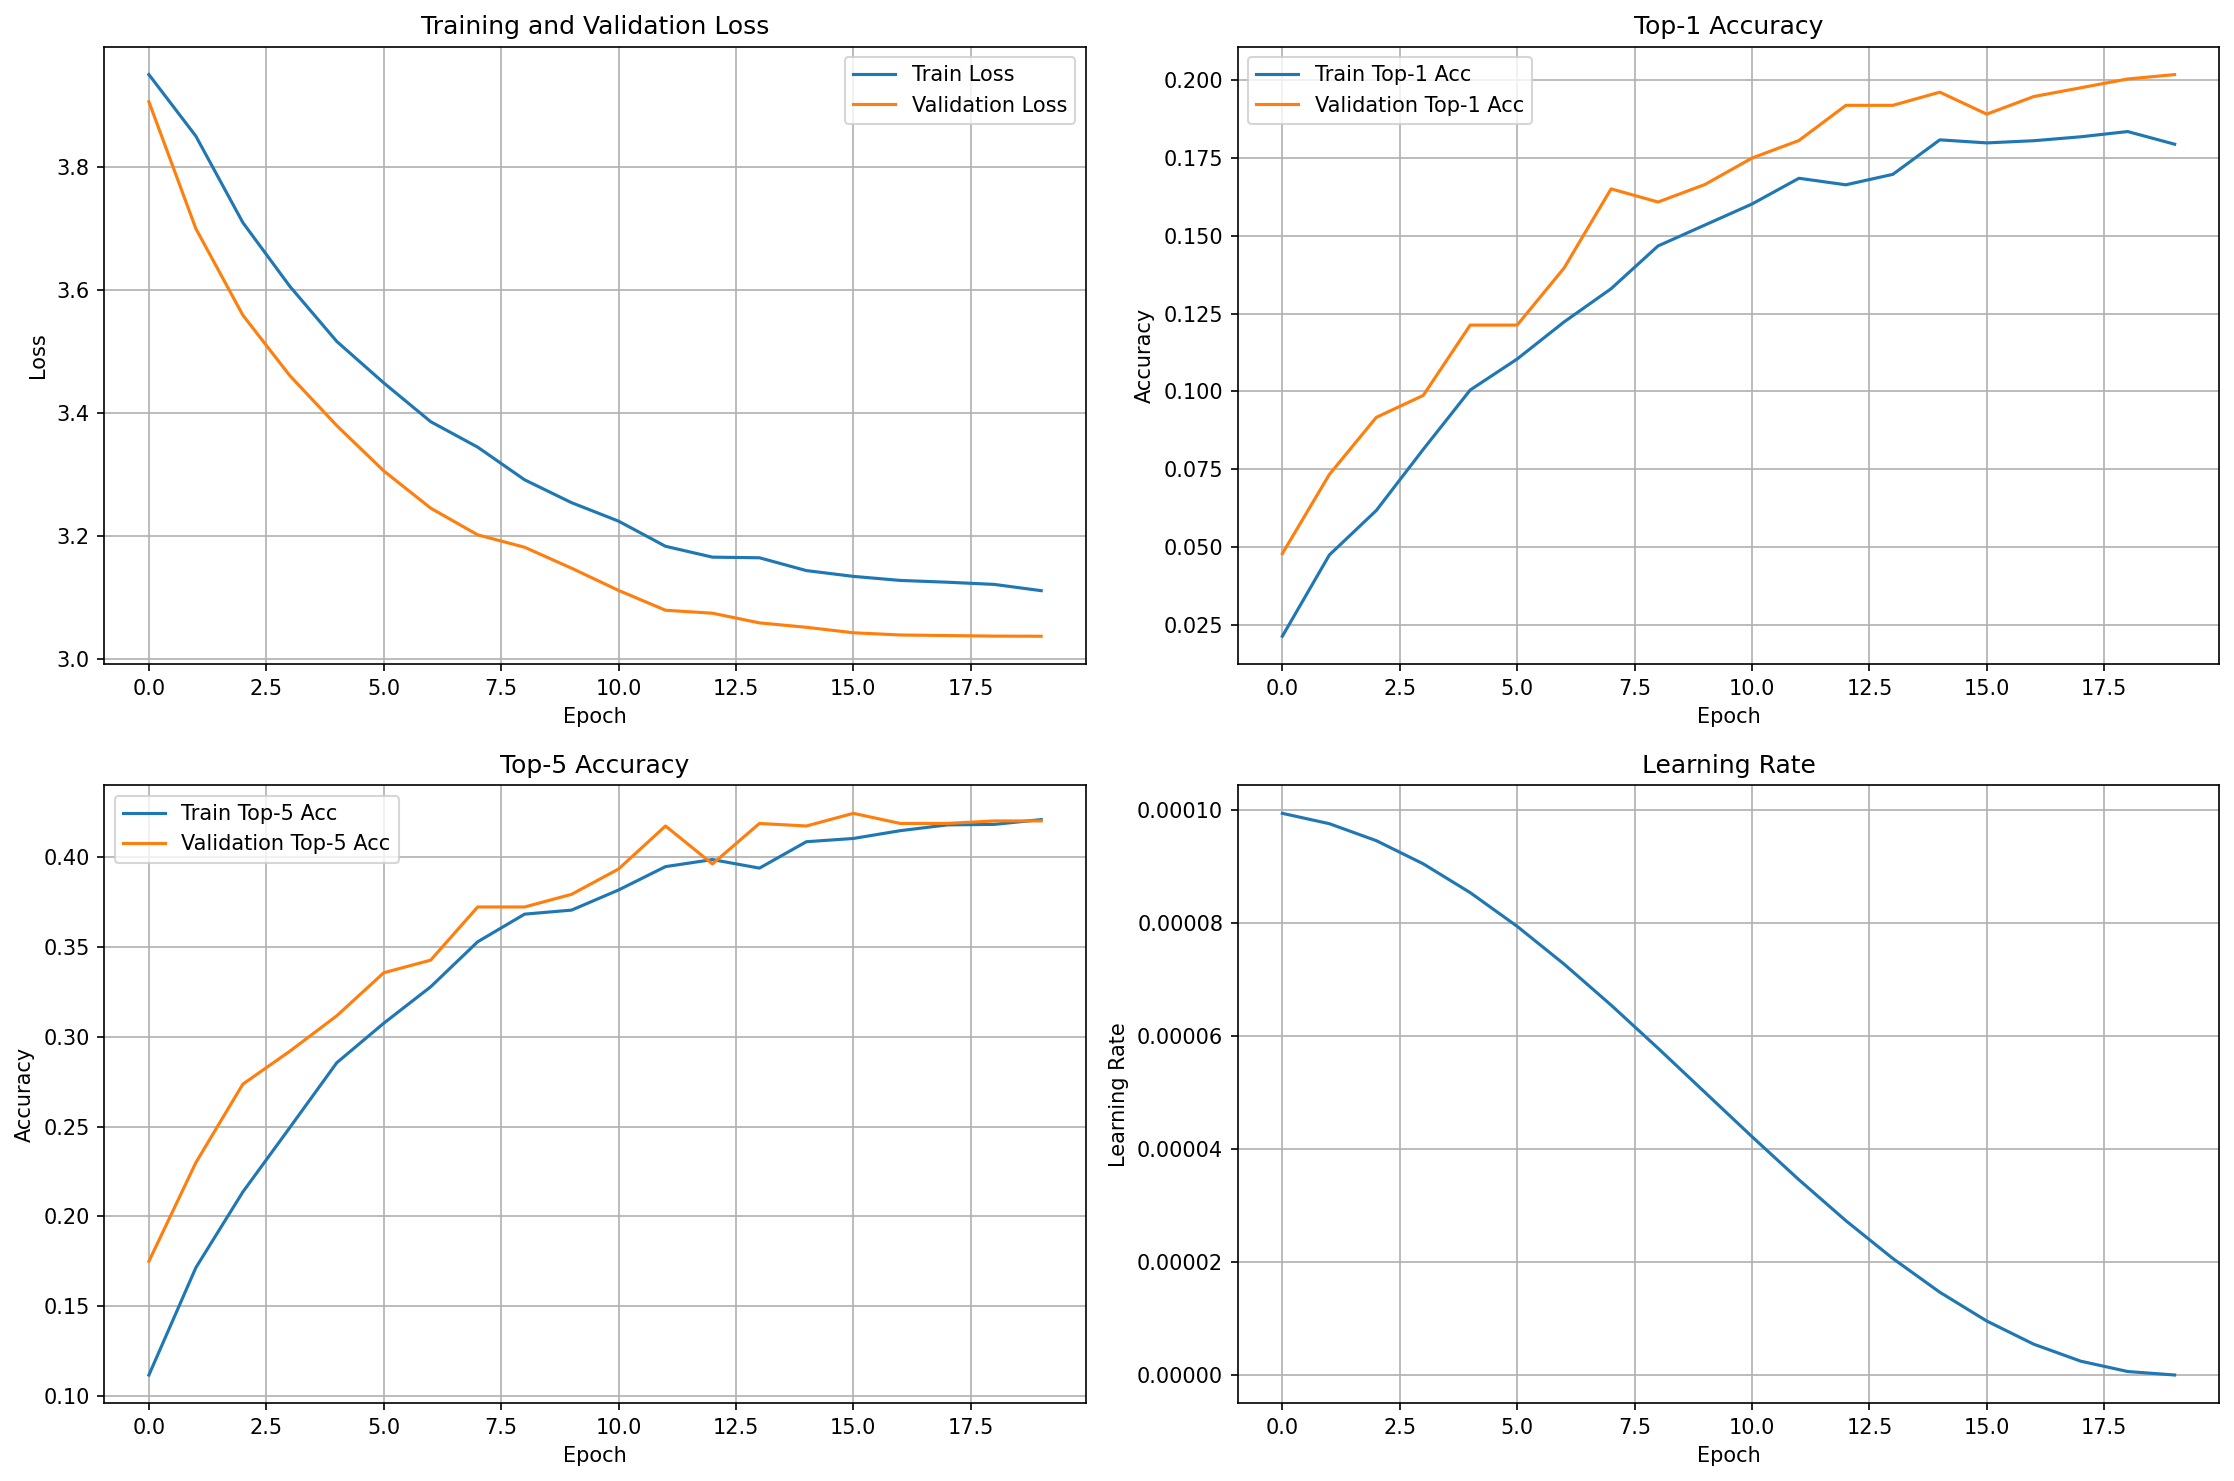 Training and Validation Loss
Train Loss
Validation Loss
3.8
3.6
3.4
3.2
3.0
Loss
0.0 2.5 5.0 7.5 10.0 12.5 15.0 17.5
Epoch
Top-1 Accuracy
Train Top-1 Acc
Validation Top-1 Acc
0.200
0.175
0.150
0.125
0.100
0.075
0.050
0.025
Accuracy
0.0 2.5 5.0 7.5 10.0 12.5 15.0 17.5
Epoch
Top-5 Accuracy
Train Top-5 Acc
Validation Top-5 Acc
0.40
0.35
0.30
0.25
0.20
0.15
0.10
Accuracy
0.0 2.5 5.0 7.5 10.0 12.5 15.0 17.5
Epoch
Learning Rate
0.00010
0.00008
0.00006
0.00004
0.00002
0.00000
Learning Rate
0.0 2.5 5.0 7.5 10.0 12.5 15.0 17.5
Epoch